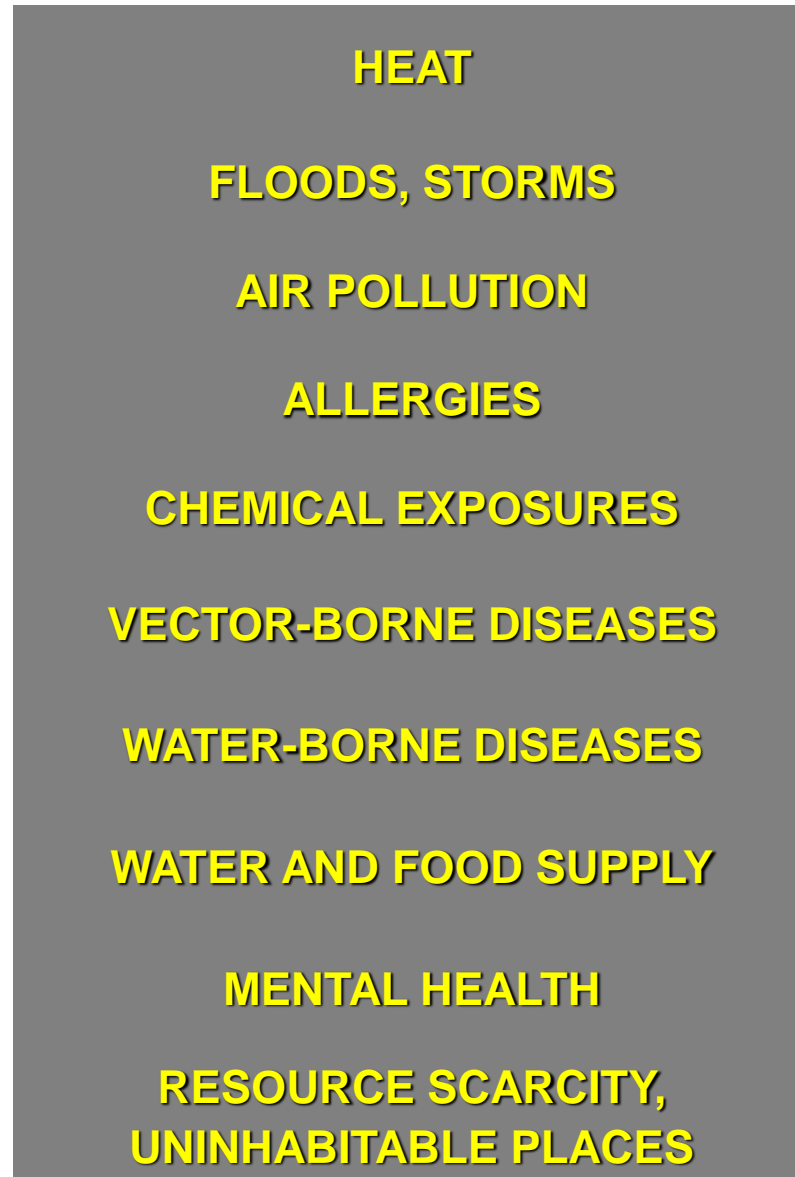 HEAT
FLOODS, STORMS
AIR POLLUTION
ALLERGIES
CHEMICAL EXPOSURES
VECTOR-BORNE DISEASES
WATER-BORNE DISEASES
WATER AND FOOD SUPPLY
MENTAL HEALTH
RESOURCE SCARCITY,
UNINHABITABLE PLACES